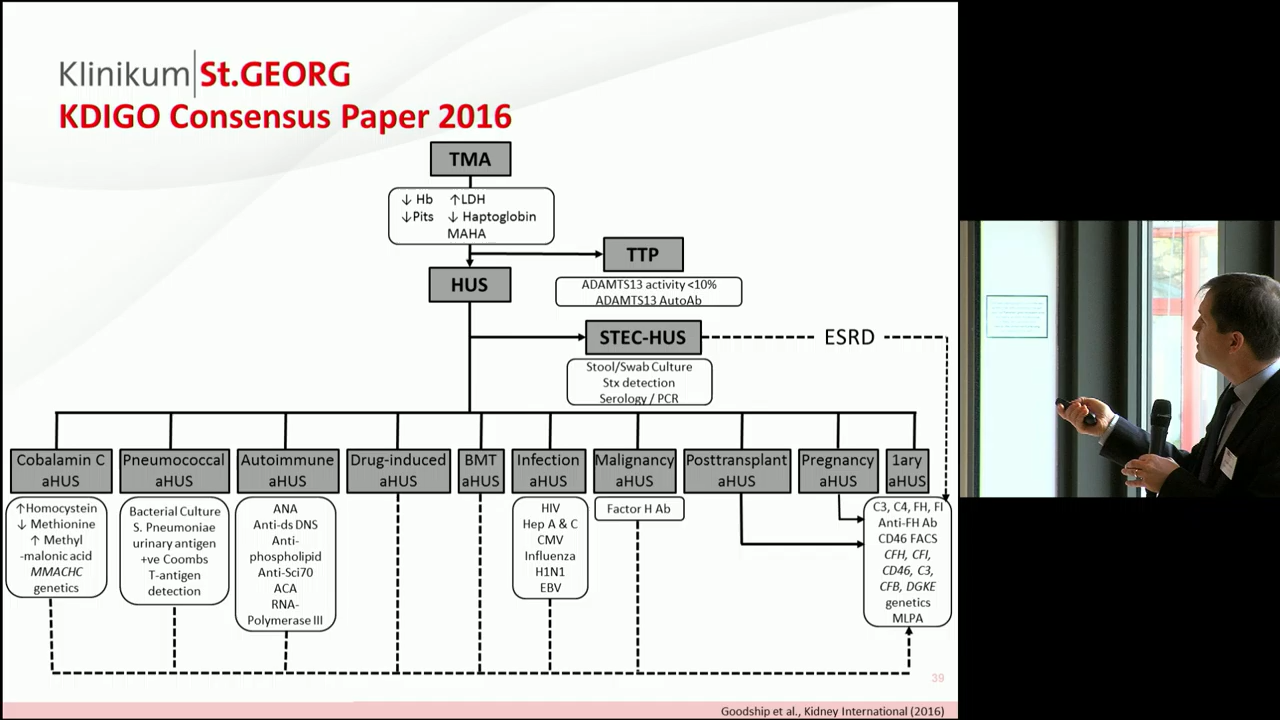 Klinikum St.GEORG
KDIGO Consensus Paper 2016
TMA
↓ Hb ↑LDH
↓Pits ↓ Haptoglobin
MAHA
TTP
ADAMTS13 activity <10%
ADAMTS13 AutoAb
HUS
STEC-HUS
ESRD
Stool/Swab Culture
Stx detection
Serology / PCR
Cobalamin C
aHUS
Pneumococcal
aHUS
Autoimmune
aHUS
Drug-induced
aHUS
BMT
aHUS
Infection
aHUS
Malignancy
aHUS
Posttransplant
aHUS
Pregnancy
aHUS
1ary
aHUS
↑Homocystein
↓ Methionine
↑ Methyl
-malonic acid
MMACHC
genetics
Bacterial Culture
S. Pneumoniae
urinary antigen
+ve Coombs
T-antigen
detection
ANA
Anti-ds DNS
Anti-
phospholipid
Anti-Sci70
ACA
RNA-
Polymerase III
HIV
Hep A & C
CMV
Influenza
H1N1
EBV
Factor H Ab
C3, C4, FH, FI
Anti-FH Ab
CD46 FACS
CFH, CFI,
CD46, C3,
CFB, DGKE
genetics
MLPA
39
Goodship et al., Kidney International (2016)